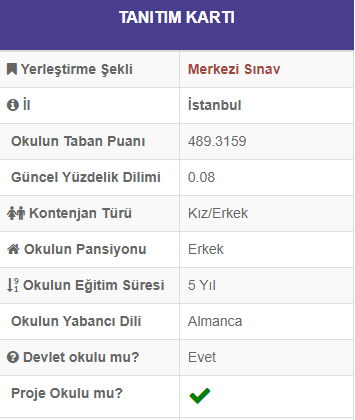 TANITIM KARTI
Yerleştirme Şekli Merkezi Sınav
İl İstanbul
Okulun Taban Puanı 489.3159
Güncel Yüzdelik Dilimi 0.08
Kontenjan Türü Kız/Erkek
Okulun Pansiyonu Erkek
Okulun Eğitim Süresi 5 Yıl
Okulun Yabancı Dili Almanca
Devlet okulu mu? Evet
Proje Okulu mu?